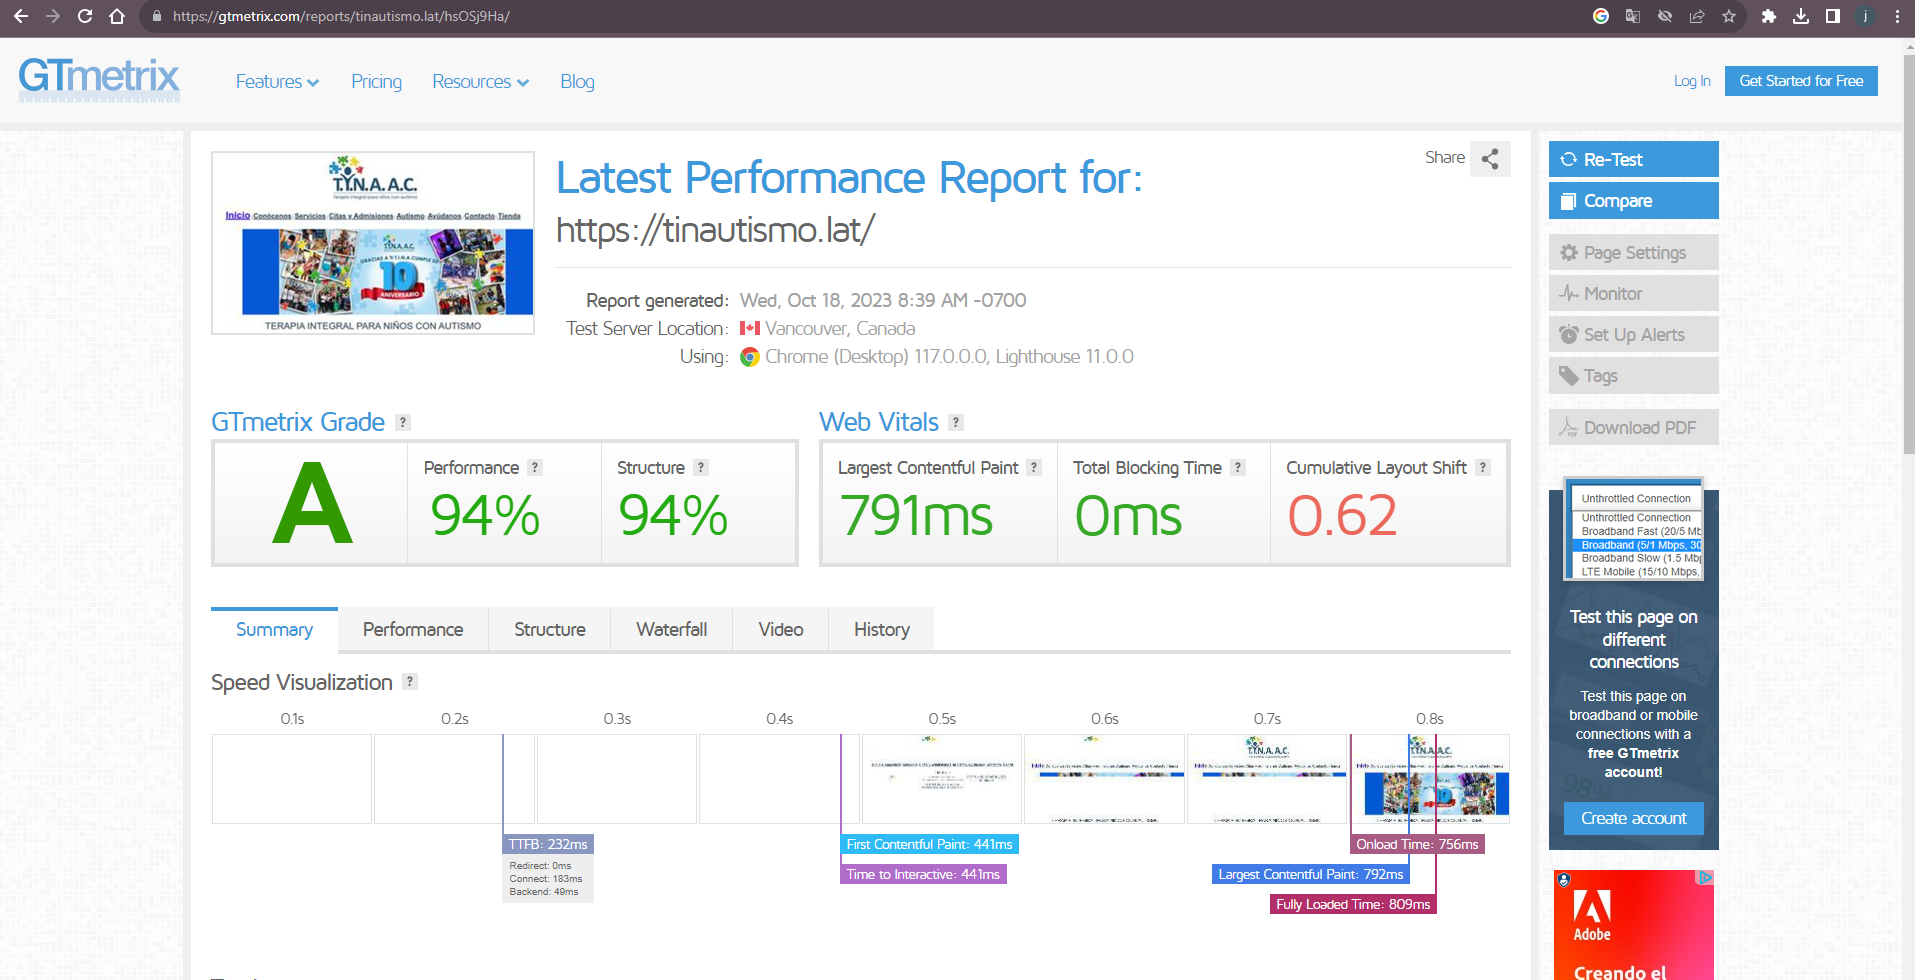 https://gtmetrix.com/reports/tinautismo.lat/hsOSj9Ha/
j
GTmetrix
Features
Pricing
Resources
Blog
Log In
Get Started for Free
T.Y.N.A.A.C.
Terapia integral para niños con autismo
Inicio Conócenos Servicios Citas y Admisiones Autismo Ayúdanos Contacto Tienda
10
ANIVERSARIO
TERAPIA INTEGRAL PARA NIÑOS CON AUTISMO
Latest Performance Report for:
https://tinautismo.lat/
Share
Report generated: Wed, Oct 18, 2023 8:39 AM -0700
Test Server Location: Vancouver, Canada
Using: Chrome (Desktop) 117.0.0.0, Lighthouse 11.0.0
Re-Test
Compare
Page Settings
Monitor
Set Up Alerts
Tags
Download PDF
GTmetrix Grade ?
A
Performance ?
94%
Structure ?
94%
Web Vitals ?
Largest Contentful Paint ?
791ms
Total Blocking Time ?
0ms
Cumulative Layout Shift ?
0.62
Summary
Performance
Structure
Waterfall
Video
History
Speed Visualization ?
0.1s 0.2s 0.3s 0.4s 0.5s 0.6s 0.7s 0.8s
TTFB: 232ms
Redirect: 0ms
Connect: 183ms
Backend: 49ms
First Contentful Paint: 441ms
Time to Interactive: 441ms
Onload Time: 756ms
Largest Contentful Paint: 792ms
Fully Loaded Time: 809ms
Unthrottled Connection
Unthrottled Connection
Broadband Fast (20/5 Mb
Broadband (5/1 Mbps, 30
Broadband Slow (1.5 Mb
LTE Mobile (15/10 Mbps,
Test this page on
different
connections
Test this page on
broadband or mobile
connections with a
free GTmetrix
account!
98%
Create account
Adobe
Creando el